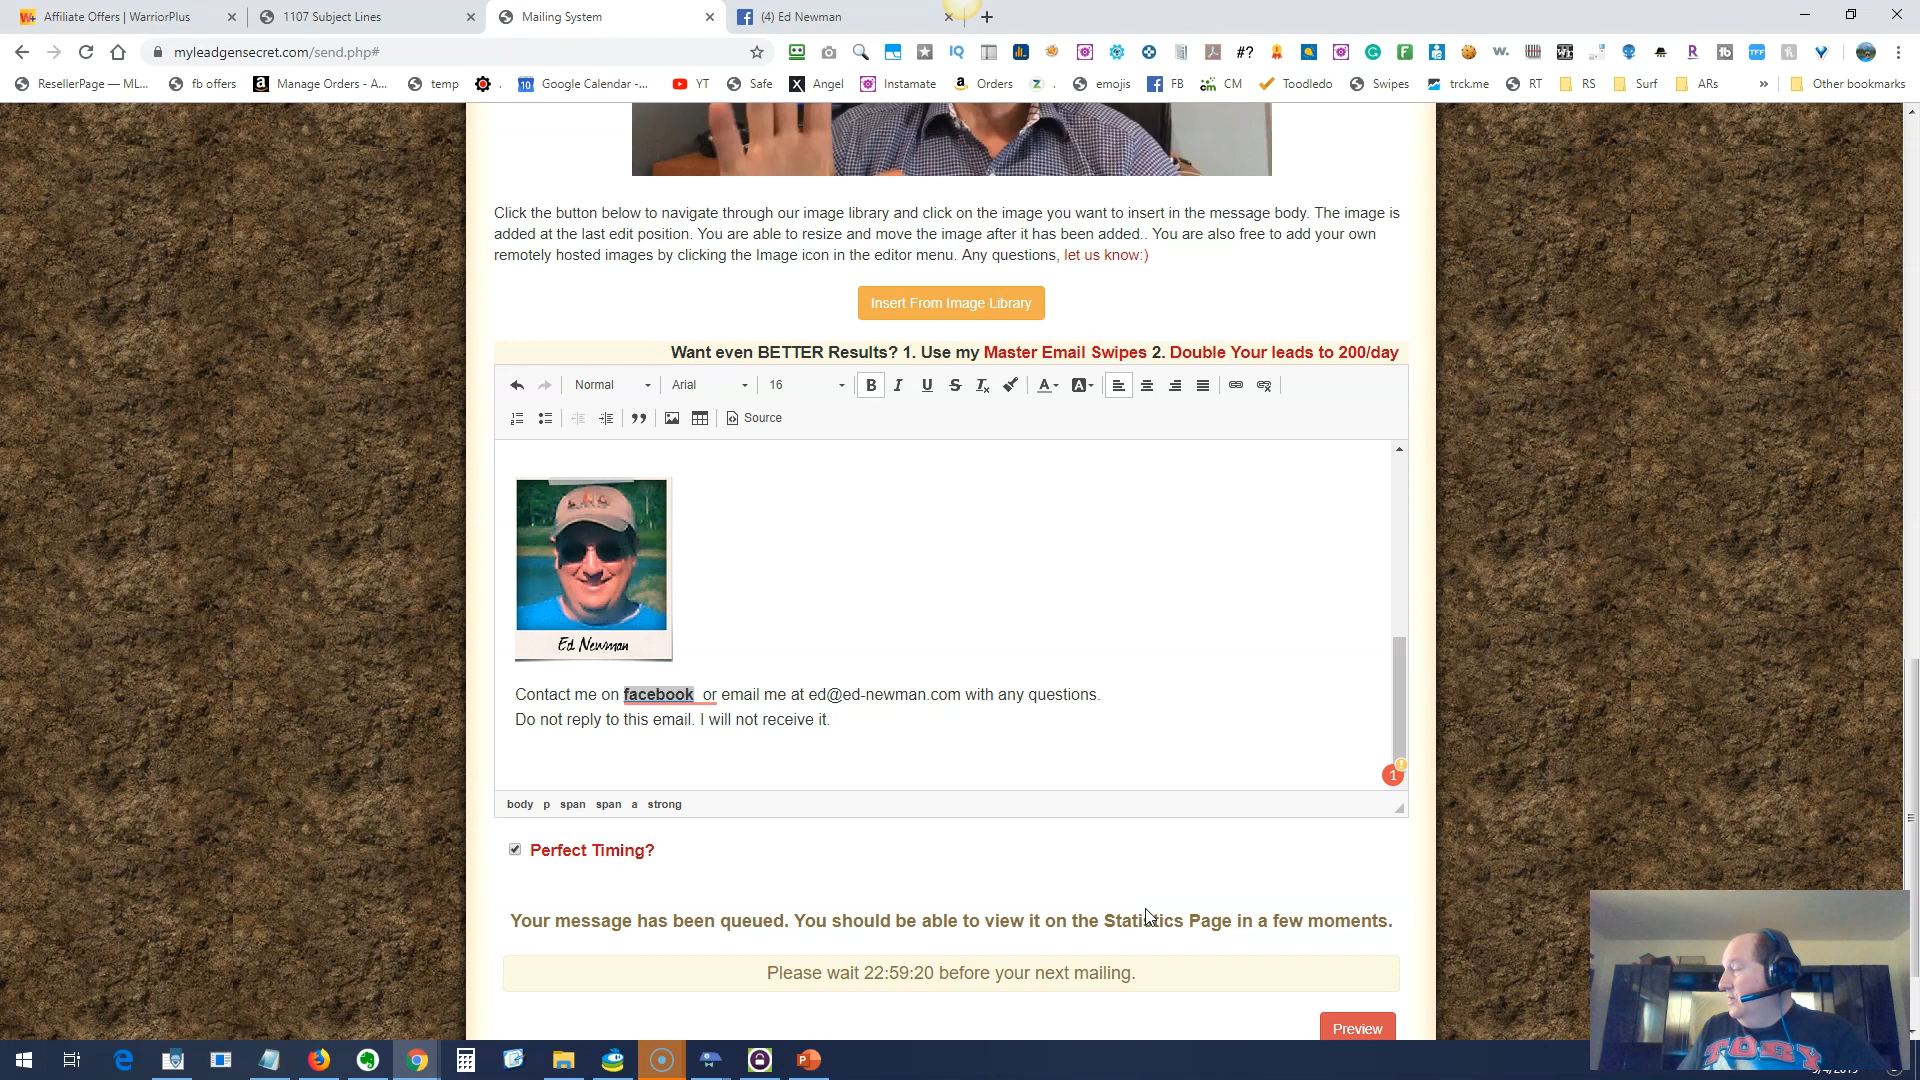 Affiliate Offers | WarriorPlus
1107 Subject Lines
Mailing System
(4) Ed Newman
myleadgensecret.com/send.php#
ResellerPage — ML...
fb offers
Manage Orders - A...
temp
.
Google Calendar -...
YT
Safe
Angel
Instamate
Orders
.
emojis
FB
CM
Toodledo
Swipes
trck.me
RT
RS
Surf
ARs
»
Other bookmarks
Click the button below to navigate through our image library and click on the image you want to insert in the message body. The image is
added at the last edit position. You are able to resize and move the image after it has been added.. You are also free to add your own
remotely hosted images by clicking the Image icon in the editor menu. Any questions, let us know:)
Insert From Image Library
Want even BETTER Results? 1. Use my Master Email Swipes 2. Double Your leads to 200/day
Normal
Arial
16
Source
Ed Newman
Contact me on facebook  or email me at ed@ed-newman.com with any questions.
Do not reply to this email. I will not receive it.
1
body p span span a strong
Perfect Timing?
Your message has been queued. You should be able to view it on the Statistics Page in a few moments.
Please wait 22:59:20 before your next mailing.
Preview
TOBY